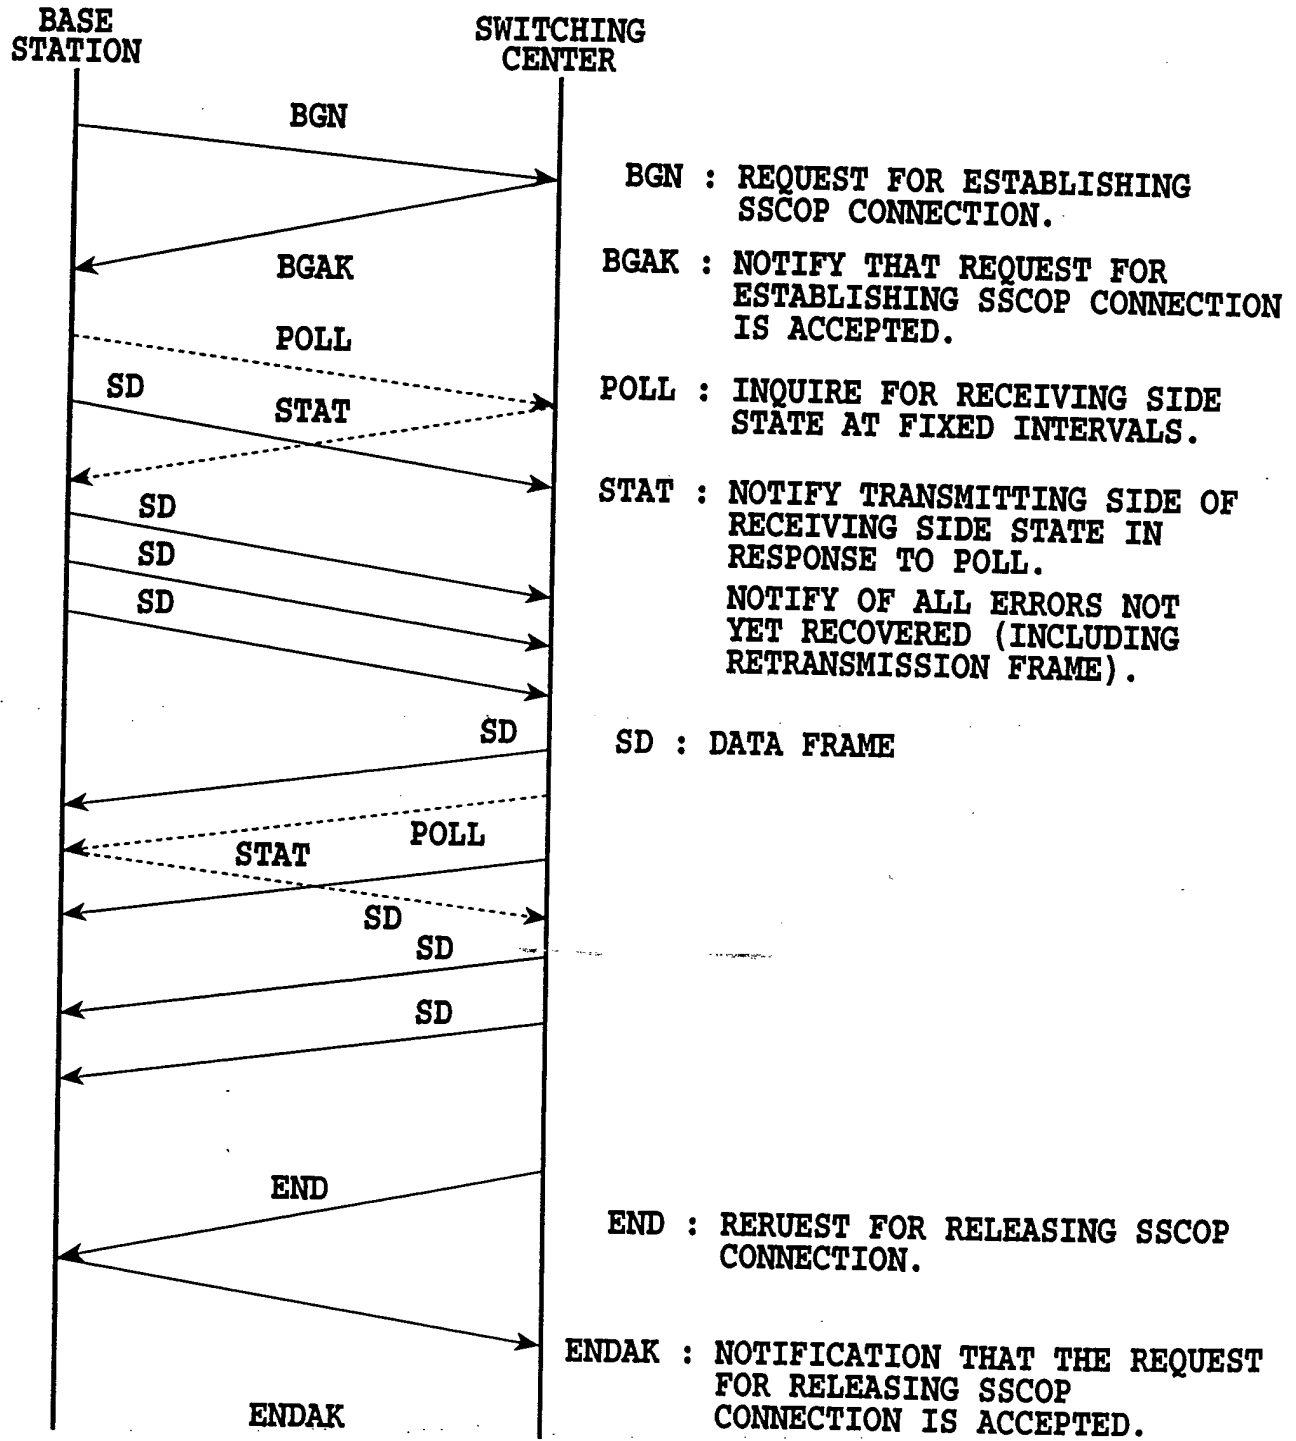 BASE
STATION
SWITCHING
CENTER
BGN
BGN : REQUEST FOR ESTABLISHING
SSCOP CONNECTION.
BGAK
BGAK : NOTIFY THAT REQUEST FOR
ESTABLISHING SSCOP CONNECTION
IS ACCEPTED.
POLL
SD
STAT
POLL : INQUIRE FOR RECEIVING SIDE
STATE AT FIXED INTERVALS.
STAT : NOTIFY TRANSMITTING SIDE OF
RECEIVING SIDE STATE IN
RESPONSE TO POLL.
NOTIFY OF ALL ERRORS NOT
YET RECOVERED (INCLUDING
RETRANSMISSION FRAME).
SD
SD
SD
SD
SD : DATA FRAME
POLL
STAT
SD
SD
SD
END
END : RERUEST FOR RELEASING SSCOP
CONNECTION.
ENDAK : NOTIFICATION THAT THE REQUEST
FOR RELEASING SSCOP
CONNECTION IS ACCEPTED.
ENDAK